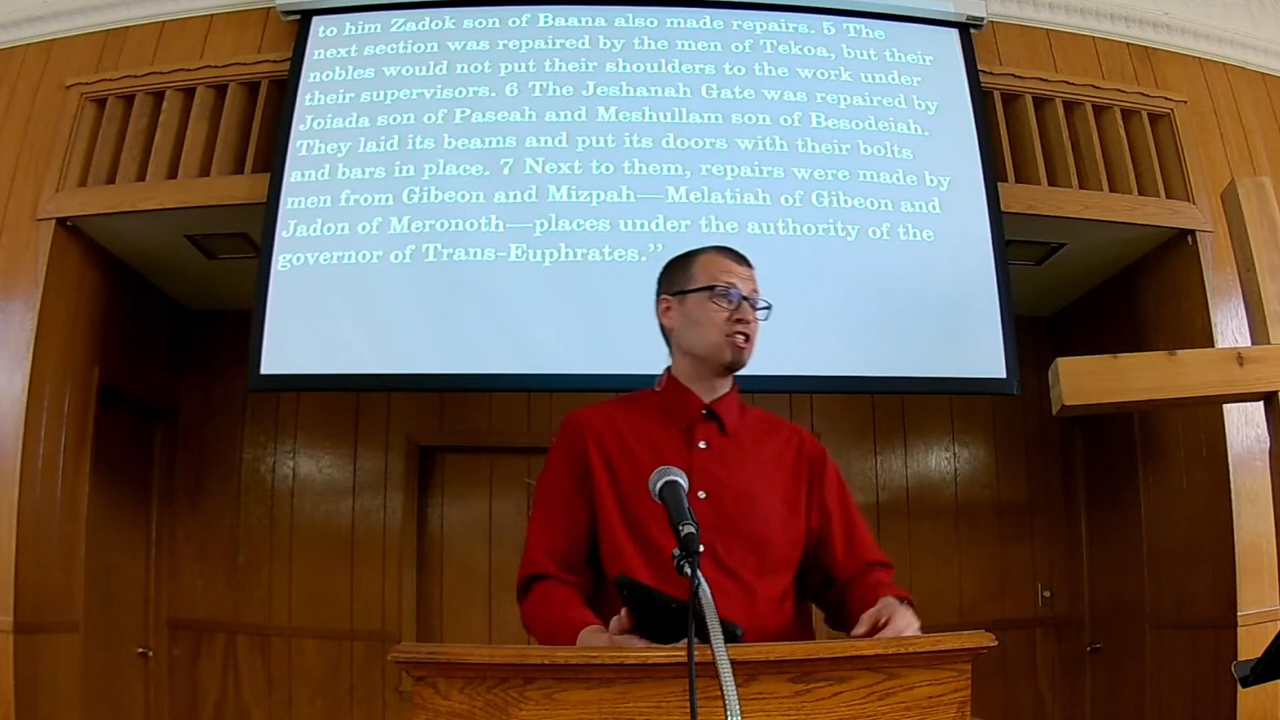 to him Zadok son of Baana also made repairs. 5 The
next section was repaired by the men of Tekoa, but their
nobles would not put their shoulders to the work under
their supervisors. 6 The Jeshanah Gate was repaired by
Joiada son of Paseah and Meshullam son of Besodeiah.
They laid its beams and put its doors with their bolts
and bars in place. 7 Next to them, repairs were made by
men from Gibeon and Mizpah—Melatiah of Gibeon and
Jadon of Meronoth—places under the authority of the
governor of Trans-Euphrates.”